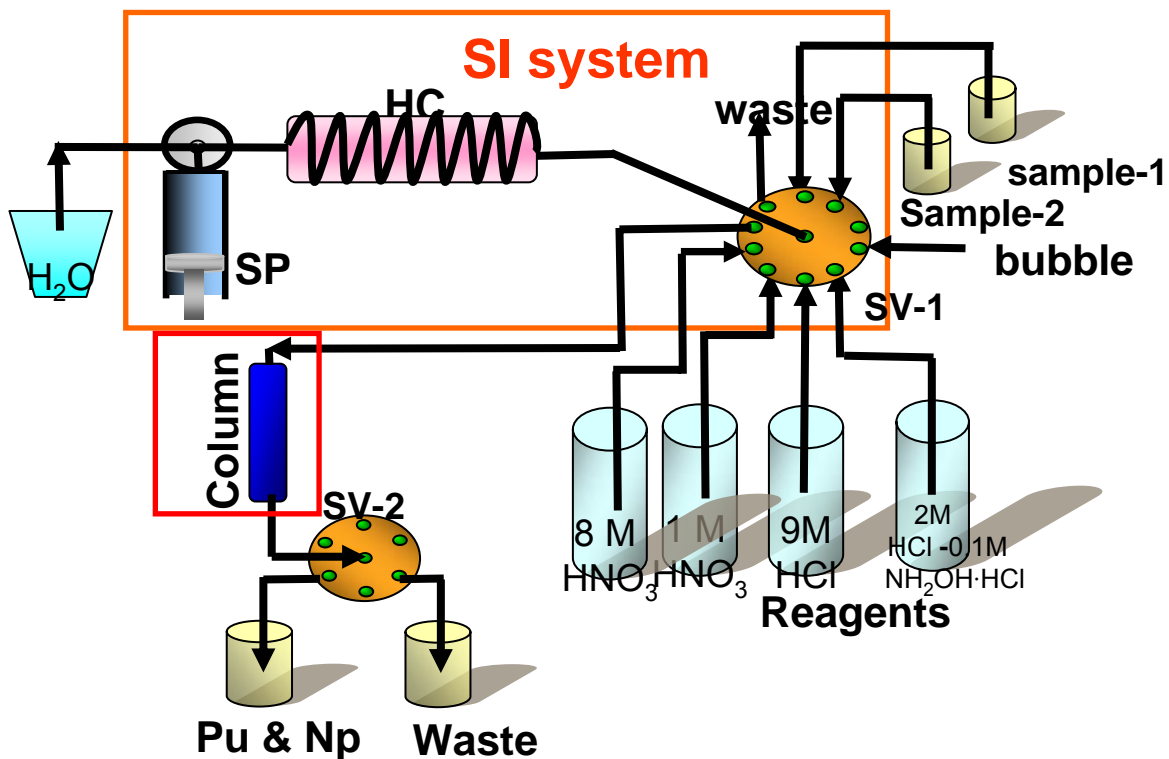 SI system
HC
waste
sample-1
Sample-2
bubble
H₂O
SP
SV-1
Column
SV-2
8 M
HNO₃
1 M
HNO₃
9M
HCl
2M
HCl -0.1M
NH₂OH·HCl
Reagents
Pu & Np
Waste